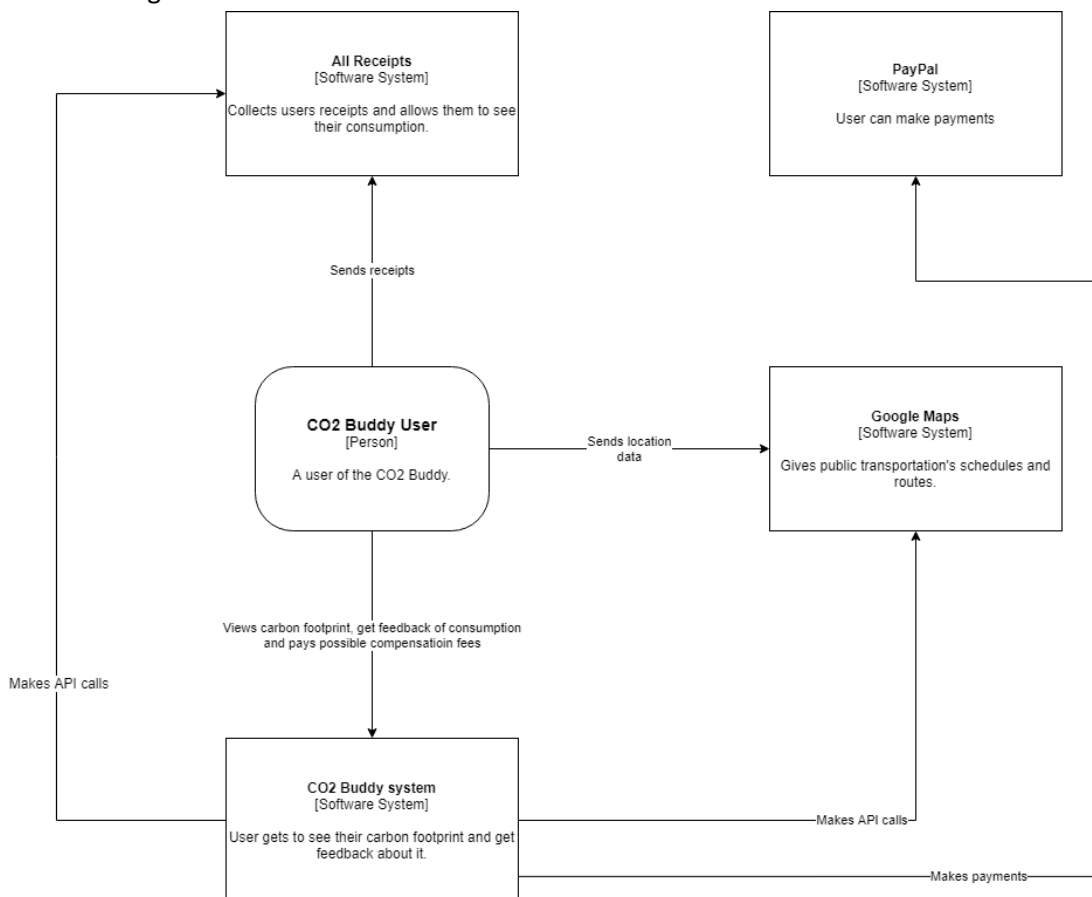 All Receipts
[Software System]
Collects users receipts and allows them to see
their consumption.
PayPal
[Software System]
User can make payments
Sends receipts
CO2 Buddy User
[Person]
A user of the CO2 Buddy.
Sends location
data
Google Maps
[Software System]
Gives public transportation's schedules and
routes.
Views carbon footprint, get feedback of consumption
and pays possible compensatioin fees
Makes API calls
CO2 Buddy system
[Software System]
User gets to see their carbon footprint and get
feedback about it.
Makes API calls
Makes payments